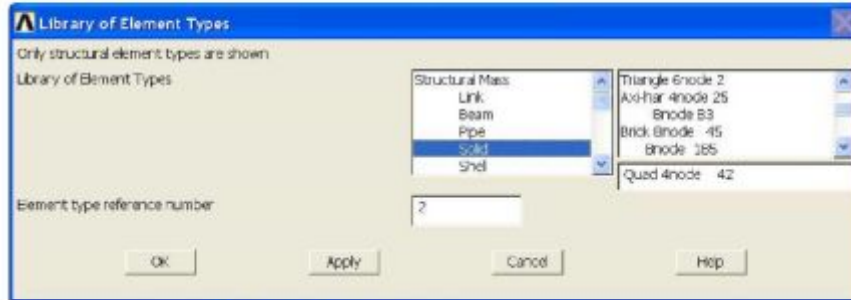 Library of Element Types
Only structural element types are shown
Library of Element Types
Structural Mass
Link
Beam
Pipe
Solid
Shell
Triangle 6node 2
Axi-har 4node 25
8node 83
Brick 8node 45
8node 185
Quad 4node 42
Element type reference number
2
OK
Apply
Cancel
Help